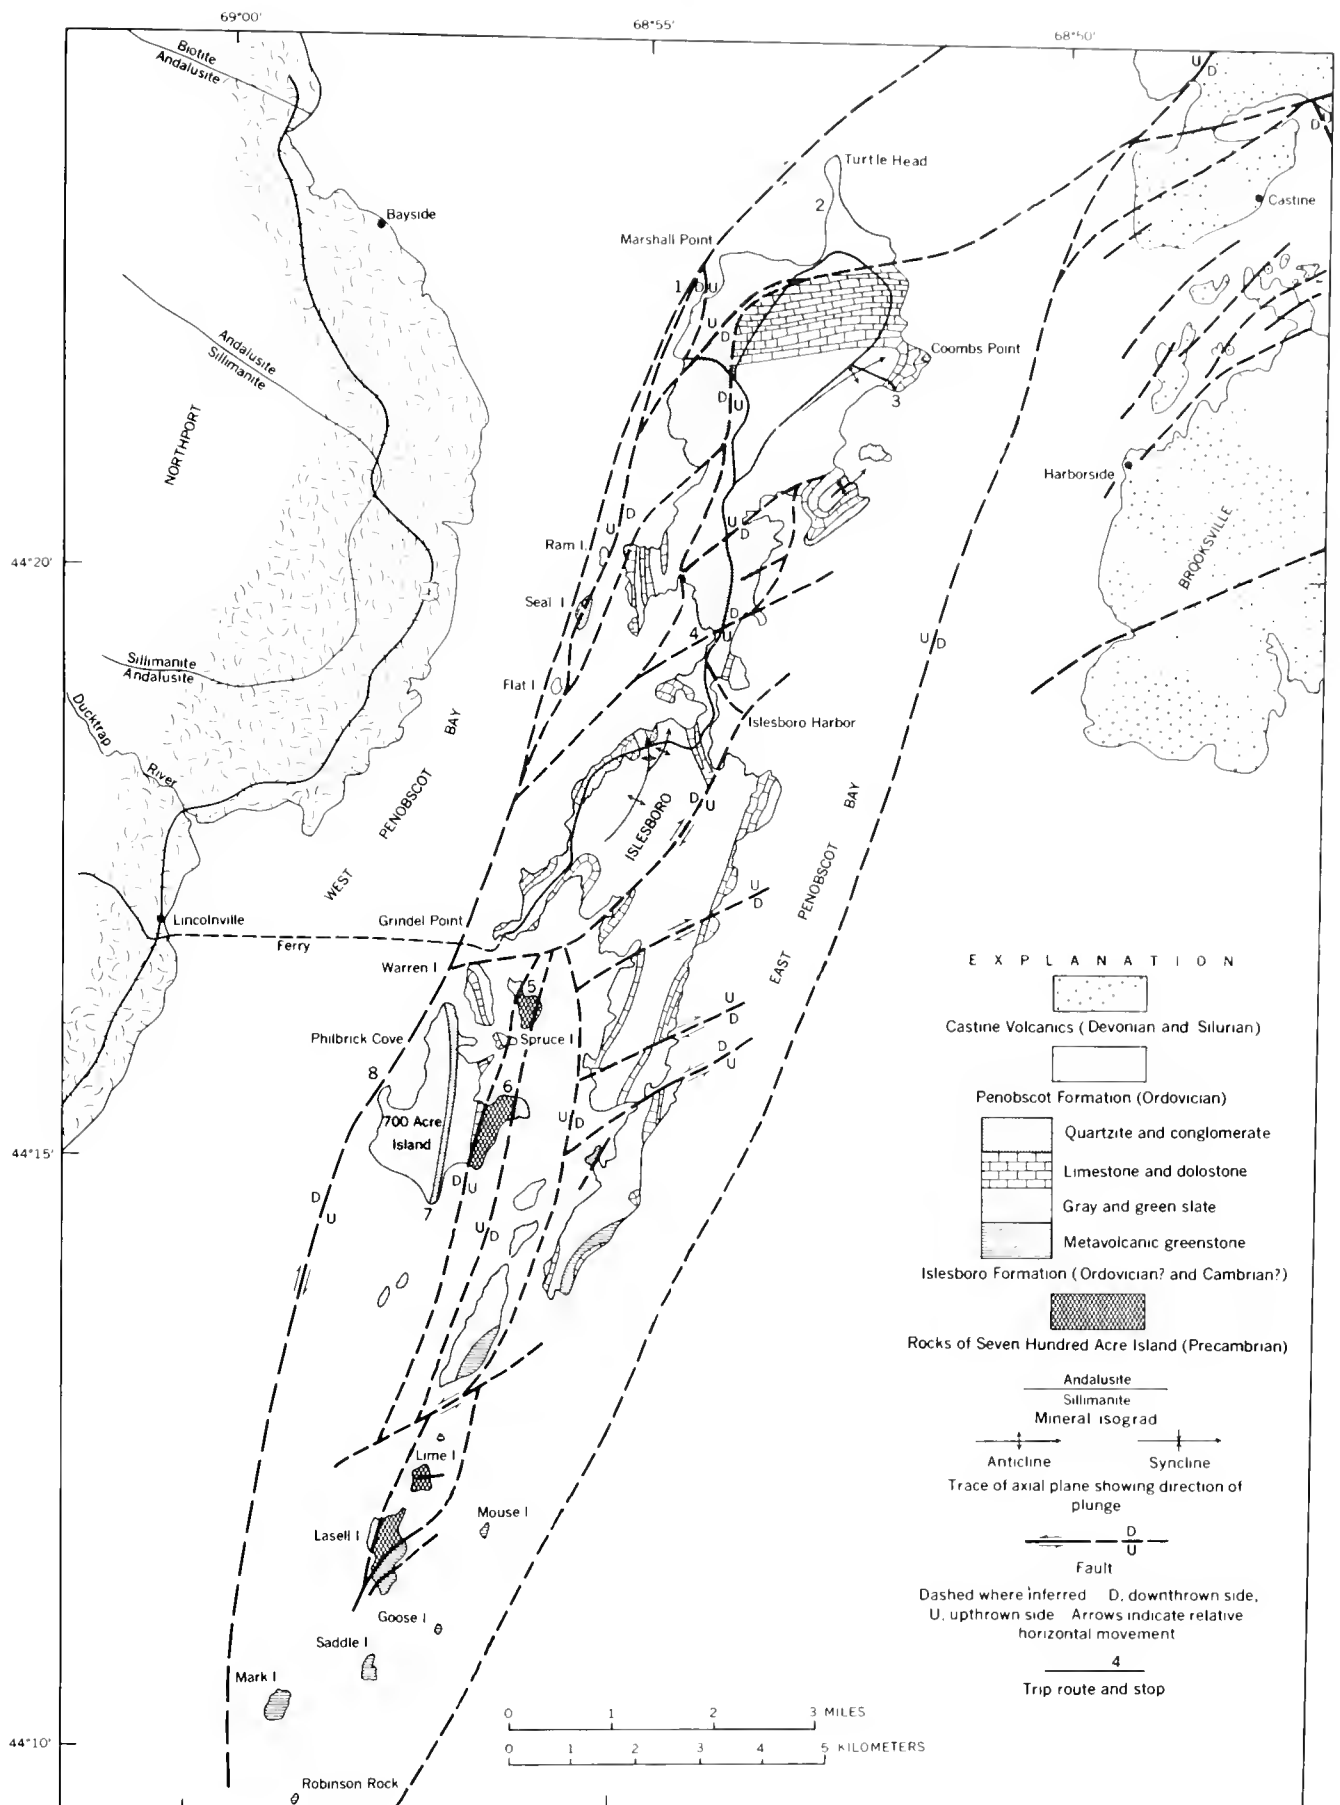 69°00'
68°55'
68°50'
Biotite
Andalusite
U
D
D
Turtle Head
2
Castine
Bayside
Marshall Point
1
D U
U
D
Andalusite
Sillimanite
Coombs Point
D
U
3
NORTHPORT
Harborside
U
D
U
D
Ram I.
BROOKSVILLE
44°20'
Seal I
D
4
U
U
D
Sillimanite
Andalusite
Flat I
Ducktrap
River
Islesboro Harbor
BAY
D
U
BAY
PENOBSCOT
ISLESBORO
WEST
PENOBSCOT
U
D
Lincolnville
Grindel Point
Ferry
EAST
Warren I
5
U
D
Philbrick Cove
Spruce I
D
U
8
6
700 Acre
Island
U
D
44°15'
D
U
D
U
7
U
D
Lime I
Lasell I
Mouse I
Goose I
Saddle I
Mark I
44°10'
Robinson Rock
0 1 2 3 MILES
0 1 2 3 4 5 KILOMETERS
EXPLANATION
Castine Volcanics (Devonian and Silurian)
Penobscot Formation (Ordovician)
Quartzite and conglomerate
Limestone and dolostone
Gray and green slate
Metavolcanic greenstone
Islesboro Formation (Ordovician? and Cambrian?)
Rocks of Seven Hundred Acre Island (Precambrian)
Andalusite
Sillimanite
Mineral isograd
Anticline Syncline
Trace of axial plane showing direction of
plunge
D
U
Fault
Dashed where inferred D, downthrown side,
U, upthrown side Arrows indicate relative
horizontal movement
4
Trip route and stop